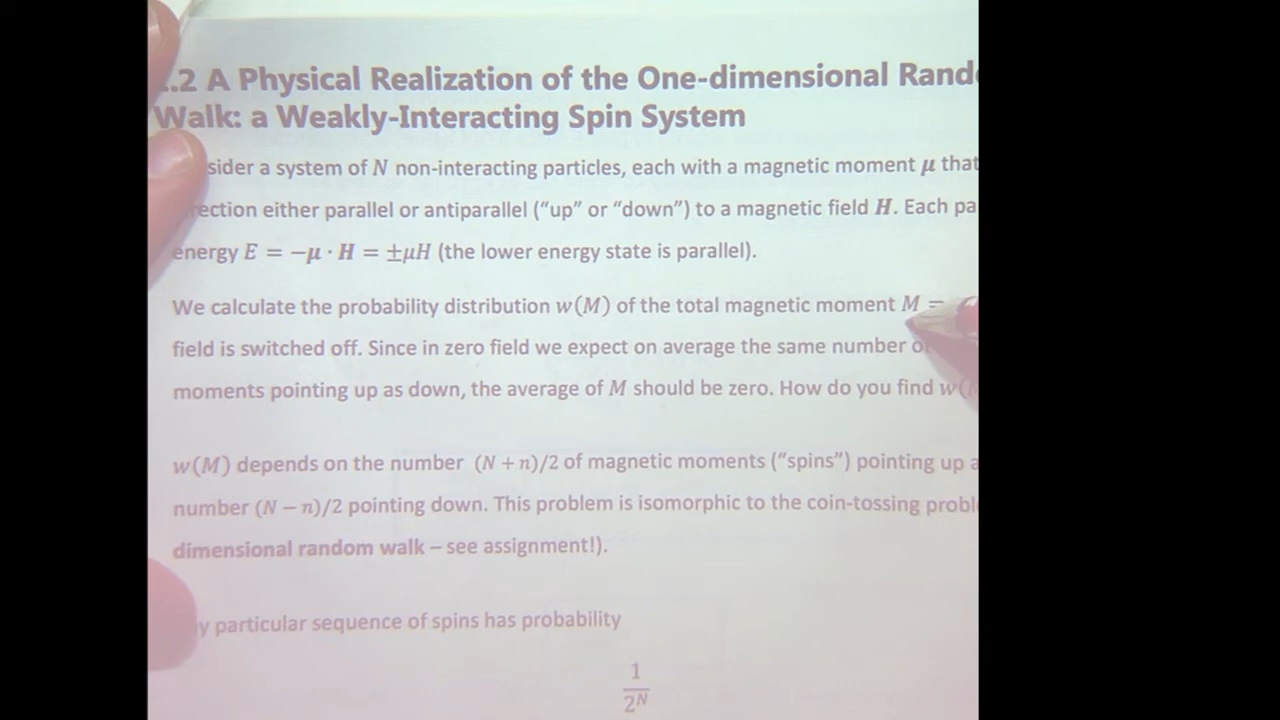 .2 A Physical Realization of the One-dimensional Rand
Walk: a Weakly-Interacting Spin System
sider a system of N non-interacting particles, each with a magnetic moment μ that
ection either parallel or antiparallel (“up” or “down”) to a magnetic field H. Each pa
energy E = −μ · H = ±μH (the lower energy state is parallel).
We calculate the probability distribution w(M) of the total magnetic moment M =
field is switched off. Since in zero field we expect on average the same number o
moments pointing up as down, the average of M should be zero. How do you find w(
w(M) depends on the number (N + n)/2 of magnetic moments (“spins”) pointing up a
number (N − n)/2 pointing down. This problem is isomorphic to the coin-tossing probl
dimensional random walk – see assignment!).
y particular sequence of spins has probability
1
2^N